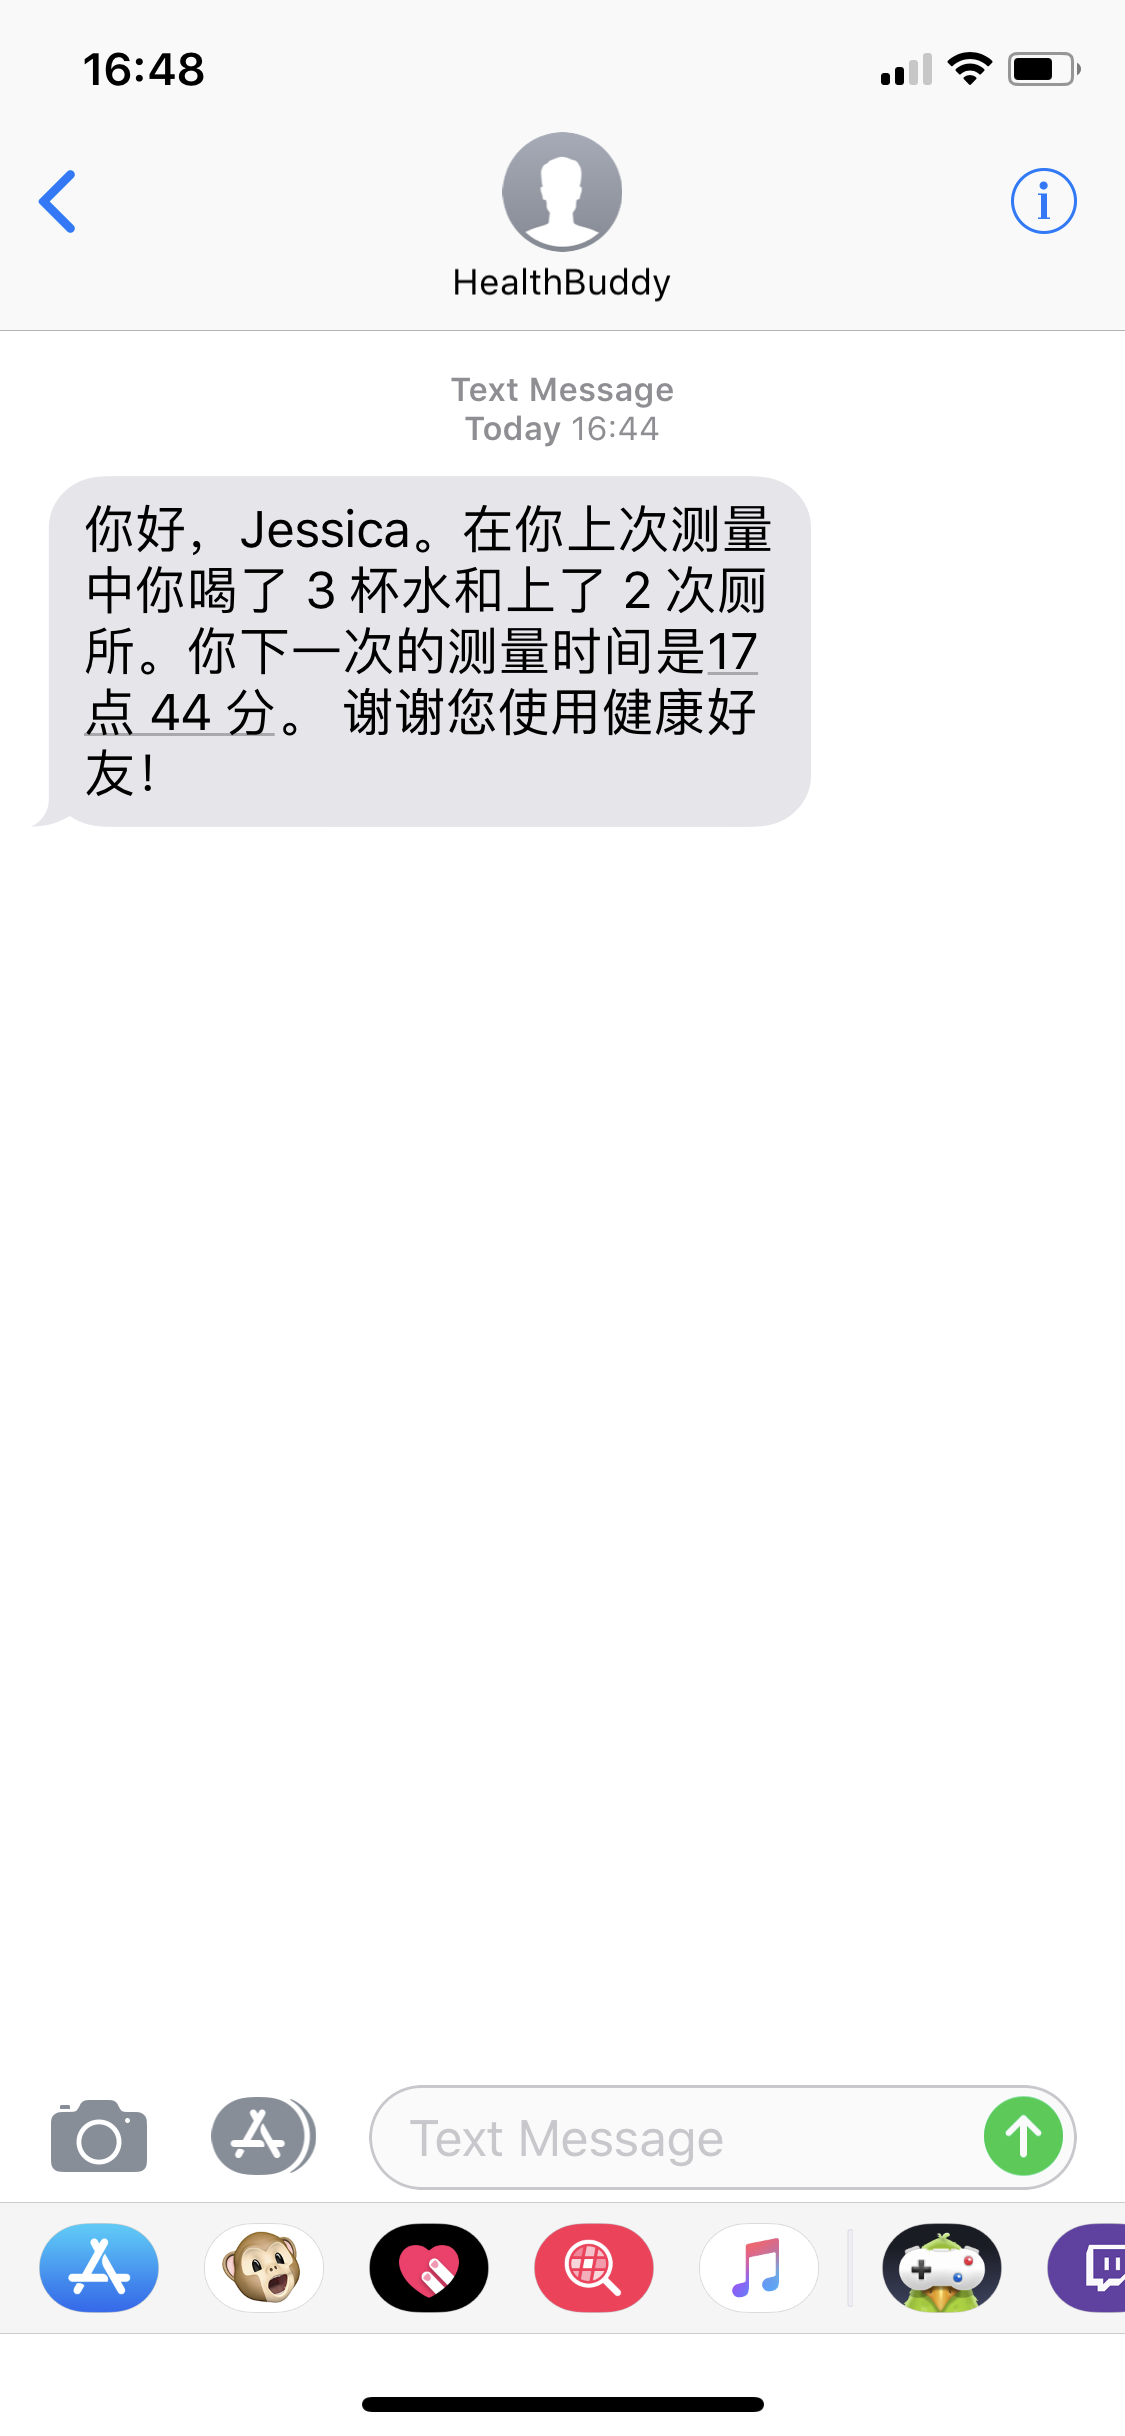 16:48
HealthBuddy
Text Message
Today 16:44
你好，Jessica。在你上次测量
中你喝了 3 杯水和上了 2 次厕
所。你下一次的测量时间是17
点 44 分。 谢谢您使用健康好
友！
Text Message